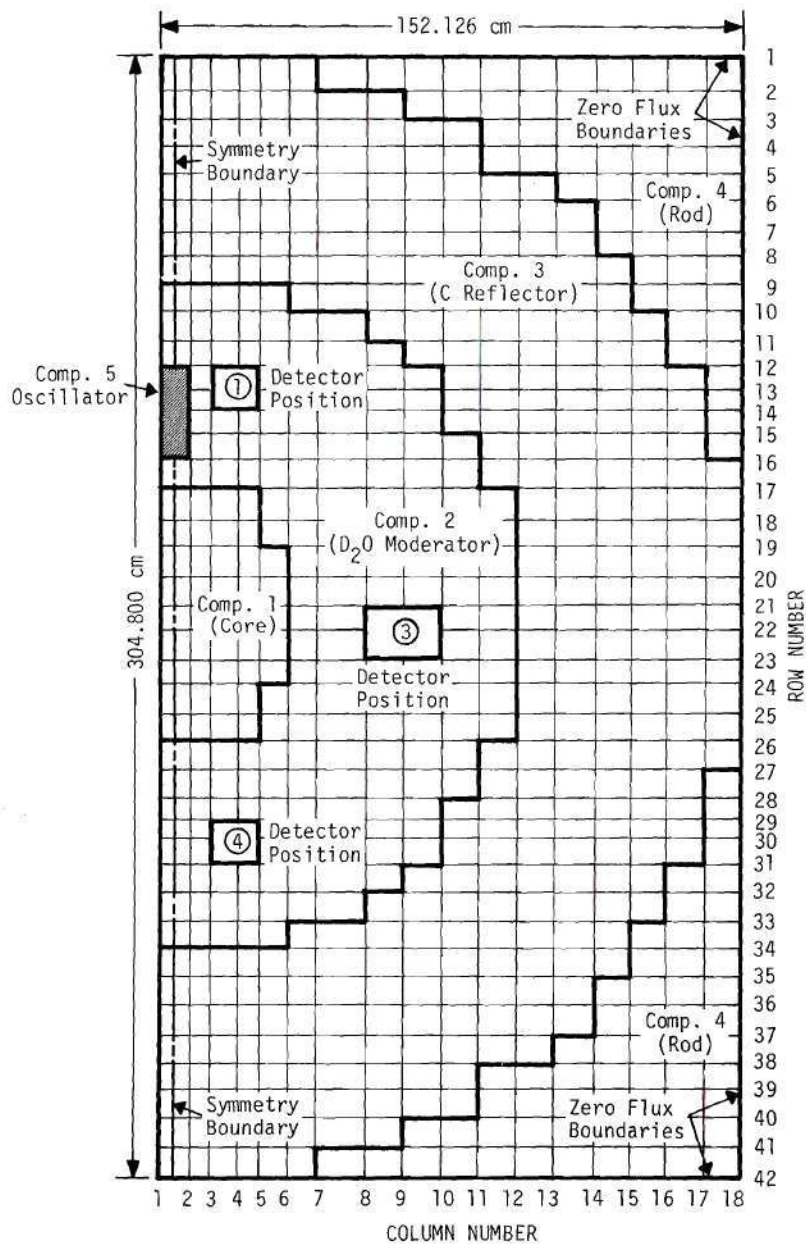 152.126 cm
304.800 cm
Zero Flux
Boundaries
Symmetry
Boundary
Comp. 4
(Rod)
Comp. 3
(C Reflector)
Comp. 5
Oscillator
1
Detector
Position
Comp. 2
(D2O Moderator)
Comp. 1
(Core)
3
Detector
Position
4
Detector
Position
Comp. 4
(Rod)
Symmetry
Boundary
Zero Flux
Boundaries
1
2
3
4
5
6
7
8
9
10
11
12
13
14
15
16
17
18
19
20
21
22
23
24
25
26
27
28
29
30
31
32
33
34
35
36
37
38
39
40
41
42
ROW NUMBER
1 2 3 4 5 6 7 8 9 10 11 12 13 14 15 16 17 18
COLUMN NUMBER